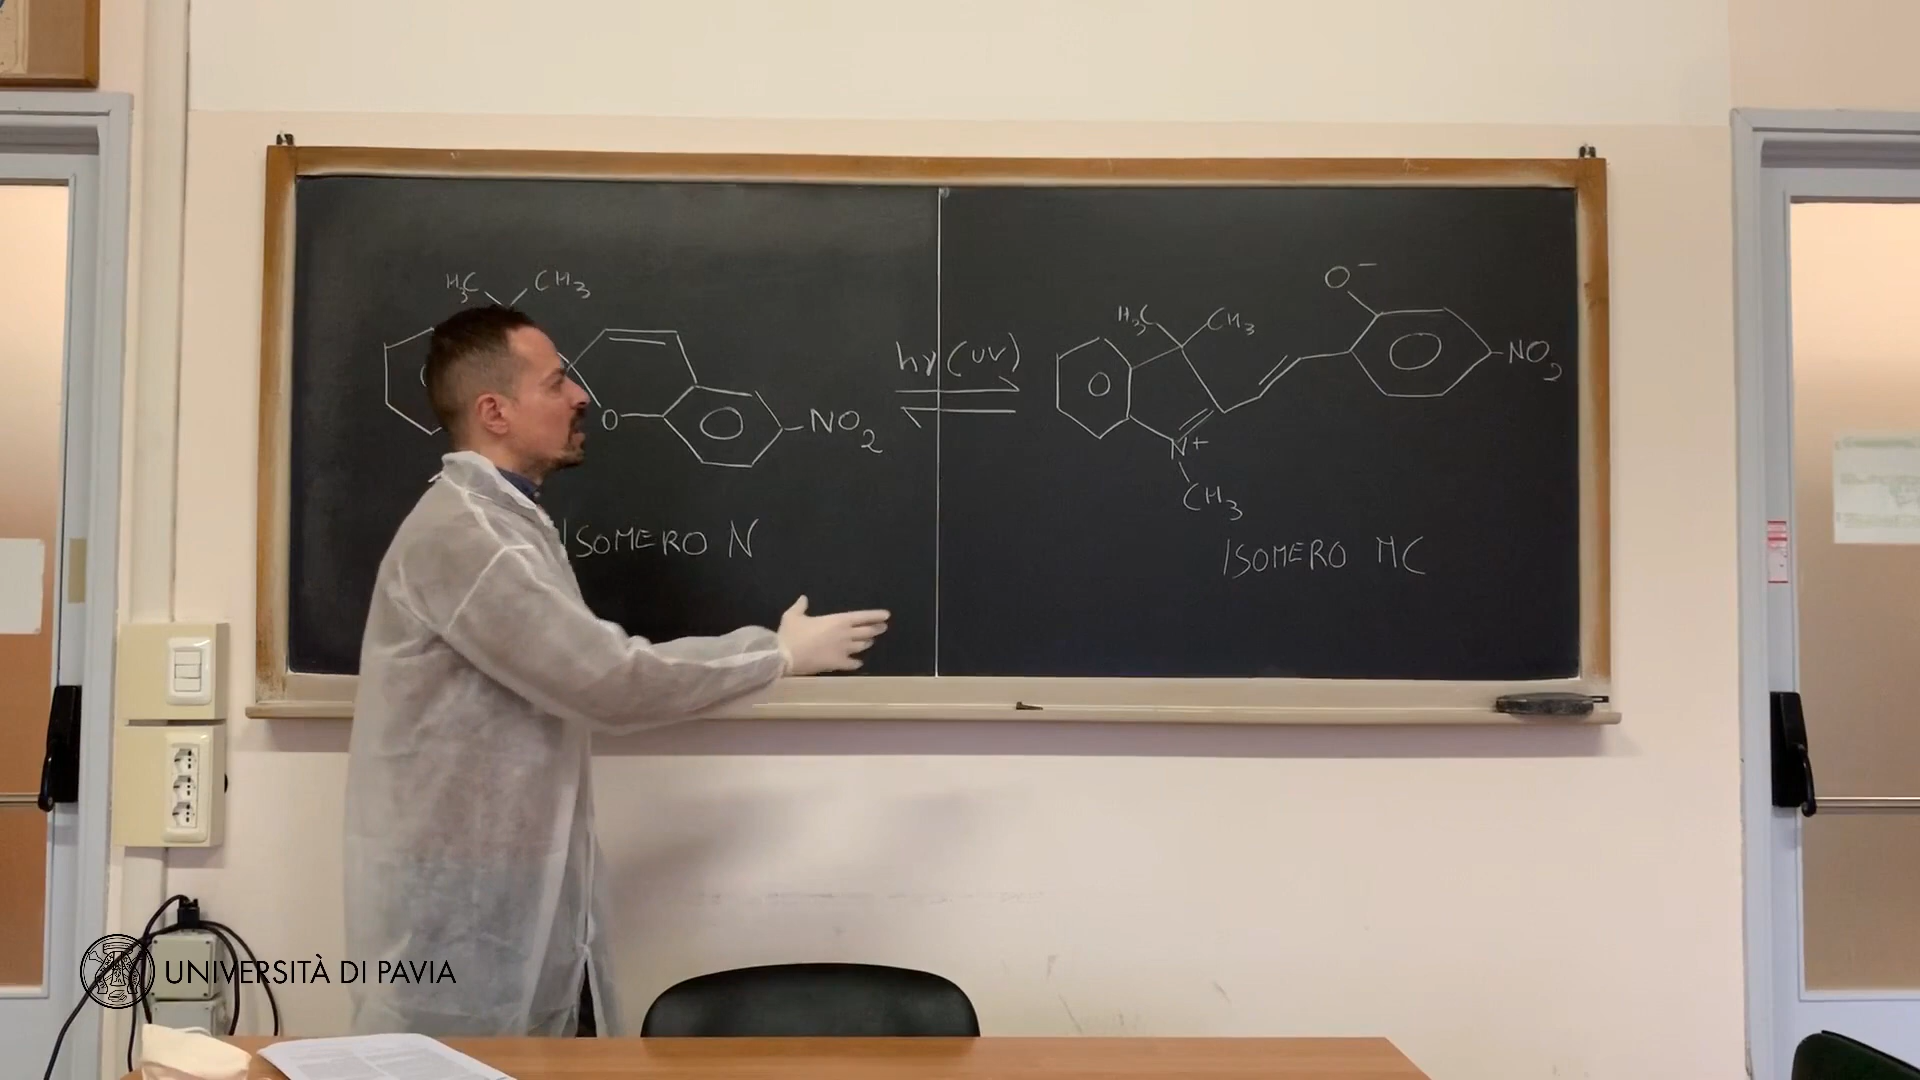 H₃C CH₃
O
NO₂
ISOMERO N
hν (UV)
H₃C CH₃
O⁻
NO₂
N⁺
CH₃
ISOMERO MC
UNIVERSITÀ DI PAVIA